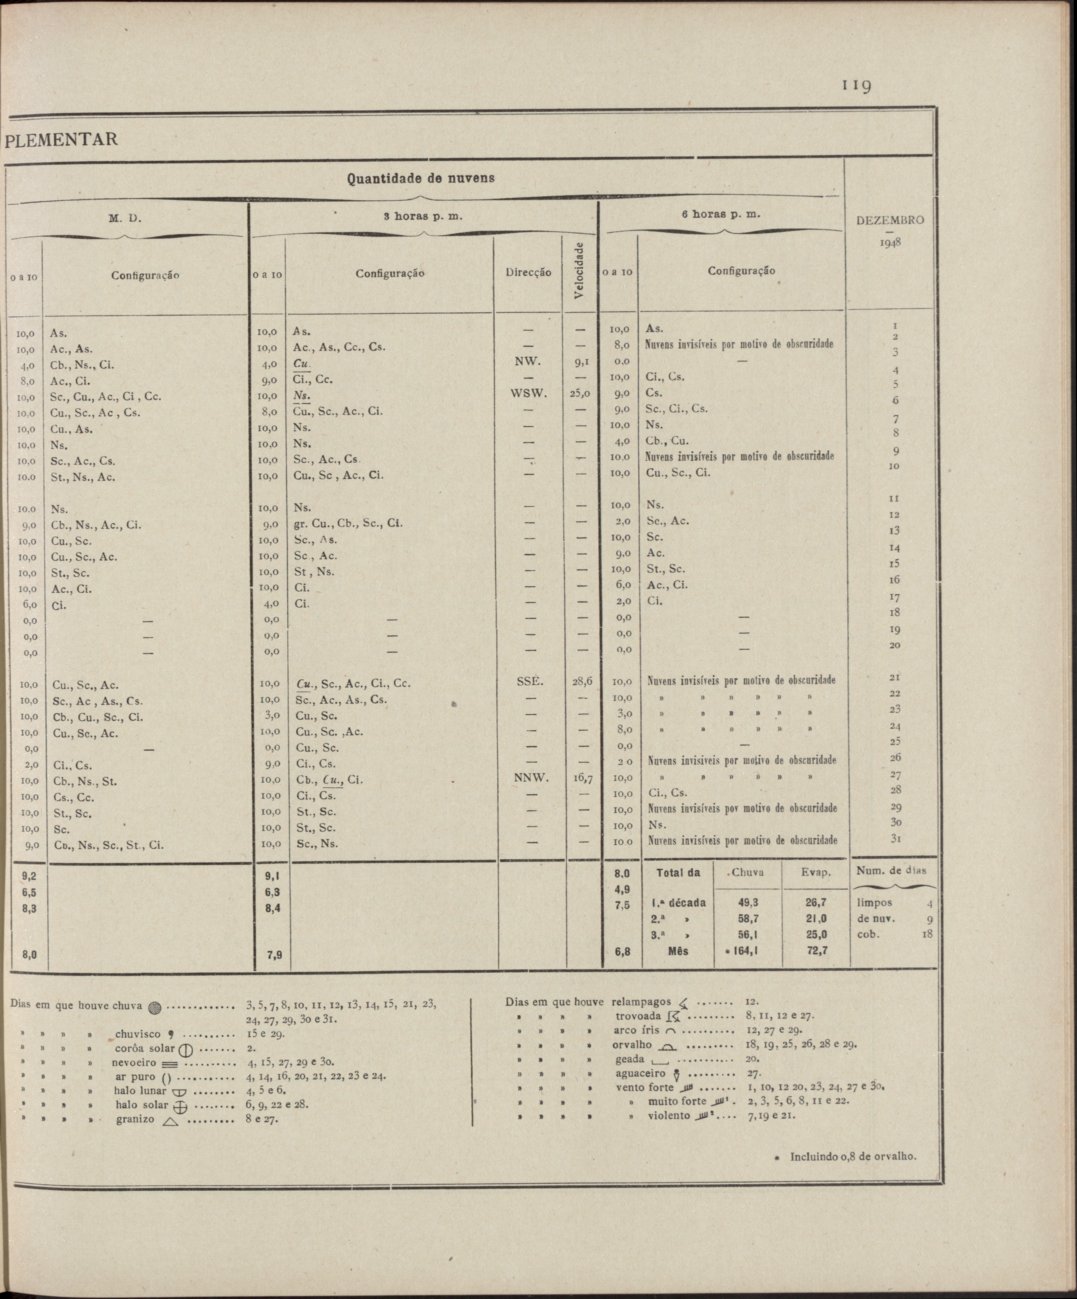 119
PLEMENTAR
Quantidade de nuvens
M. D. 3 horas p. m. 6 horas p. m. DEZEMBRO
—
1948
0 a 10 Configuração 0 a 10 Configuração Direcção Velocidade 0 a 10 Configuração
10,0 As. 10,0 As. — — 10,0 As. 1
10,0 Ac., As. 10,0 Ac., As., Cc., Cs. — — 8,0 Nuvens invisíveis por motivo de obscuridade 2
4,0 Cb., Ns., Ci. 4,0 Cu. NW. 9,1 0.0 — 3
8,0 Ac., Ci. 9,0 Ci., Cc. — — 10,0 Ci., Cs. 4
10,0 Sc., Cu., Ac., Ci , Cc. 10,0 Ns. WSW. 25,0 9,0 Cs. 5
10,0 Cu., Sc., Ac , Cs. 8,0 Cu., Sc., Ac., Ci. — — 9,0 Sc., Ci., Cs. 6
10,0 Cu., As. 10,0 Ns. — — 10,0 Ns. 7
10,0 Ns. 10,0 Ns. — — 4,0 Cb., Cu. 8
10,0 Sc., Ac., Cs. 10,0 Sc., Ac., Cs. — — 10.0 Nuvens invisíveis por motivo de obscuridade 9
10.0 St., Ns., Ac. 10,0 Cu., Sc , Ac., Ci. — — 10,0 Cu., Sc., Ci. 10
10.0 Ns. 10,0 Ns. — — 10,0 Ns. 11
9,0 Cb., Ns., Ac., Ci. 9,0 gr. Cu., Cb., Sc., Ci. — — 2,0 Sc., Ac. 12
10,0 Cu., Sc. 10,0 Sc., As. — — 10,0 Sc. 13
10,0 Cu., Sc., Ac. 10,0 Sc , Ac. — — 9,0 Ac. 14
10,0 St., Sc. 10,0 St , Ns. — — 10,0 St., Sc. 15
10,0 Ac., Ci. 10,0 Ci. — — 6,0 Ac., Ci. 16
6,0 Ci. 4,0 Ci. — — 2,0 Ci. 17
0,0 — 0,0 — — — 0,0 — 18
0,0 — 0,0 — — — 0,0 — 19
0,0 — 0,0 — — — 0,0 — 20
10,0 Cu., Sc., Ac. 10,0 Cu., Sc., Ac., Ci., Cc. SSE. 28,6 10,0 Nuvens invisíveis por motivo de obscuridade 21
10,0 Sc., Ac , As., Cs. 10,0 Sc., Ac., As., Cs. — — 10,0 » » » » » » 22
10,0 Cb., Cu., Sc., Ci. 3,0 Cu., Sc. — — 3,0 » » » » » » 23
10,0 Cu., Sc., Ac. 10,0 Cu., Sc. ,Ac. — — 8,0 » » » » » » 24
0,0 — 0,0 Cu., Sc. — — 0,0 — 25
2,0 Ci., Cs. 9,0 Ci., Cs. — — 2 0 Nuvens invisíveis por motivo de obscuridade 26
10,0 Cb., Ns., St. 10,0 Cb., Cu., Ci. NNW. 16,7 10,0 » » » » » » 27
10,0 Cs., Cc. 10,0 Ci., Cs. — — 10,0 Ci., Cs. 28
10,0 St., Sc. 10,0 St., Sc. — — 10,0 Nuvens invisíveis pov motivo de obscuridade 29
10,0 Sc. 10,0 St., Sc. — — 10,0 Ns. 30
9,0 Cb., Ns., Sc., St., Ci. 10,0 Sc., Ns. — — 10 0 Nuvens invisíveis por motivo de obscuridade 31
9,2 9,1 8.0 Total da Chuva Evap. Num. de dias
6,5 6,3 4,9
8,3 8,4 7,5 1.ª década 49,3 26,7 limpos 4
2.ª » 58,7 21,0 de nuv. 9
3.ª » 56,1 25,0 cob. 18
8,0 7,9 6,8 Mês * 164,1 72,7
Dias em que houve chuva ............ 3, 5, 7, 8, 10, 11, 12, 13, 14, 15, 21, 23,
24, 27, 29, 30 e 31.
» » » » chuvisco ......... 15 e 29.
» » » » corôa solar ....... 2.
» » » » nevoeiro .......... 4, 15, 27, 29 e 30.
» » » » ar puro () ........... 4, 14, 16, 20, 21, 22, 23 e 24.
» » » » halo lunar ........ 4, 5 e 6.
» » » » halo solar ........ 6, 9, 22 e 28.
» » » » granizo ......... 8 e 27.
Dias em que houve relampagos ....... 12.
» » » » trovoada ........ 8, 11, 12 e 27.
» » » » arco íris .......... 12, 27 e 29.
» » » » orvalho ......... 18, 19, 25, 26, 28 e 29.
» » » » geada ........... 20.
» » » » aguaceiro ......... 27.
» » » » vento forte ....... 1, 10, 12 20, 23, 24, 27 e 30.
» » » » » muito forte ¹ . 2, 3, 5, 6, 8, 11 e 22.
» » » » » violento ² .... 7, 19 e 21.
* Incluindo 0,8 de orvalho.